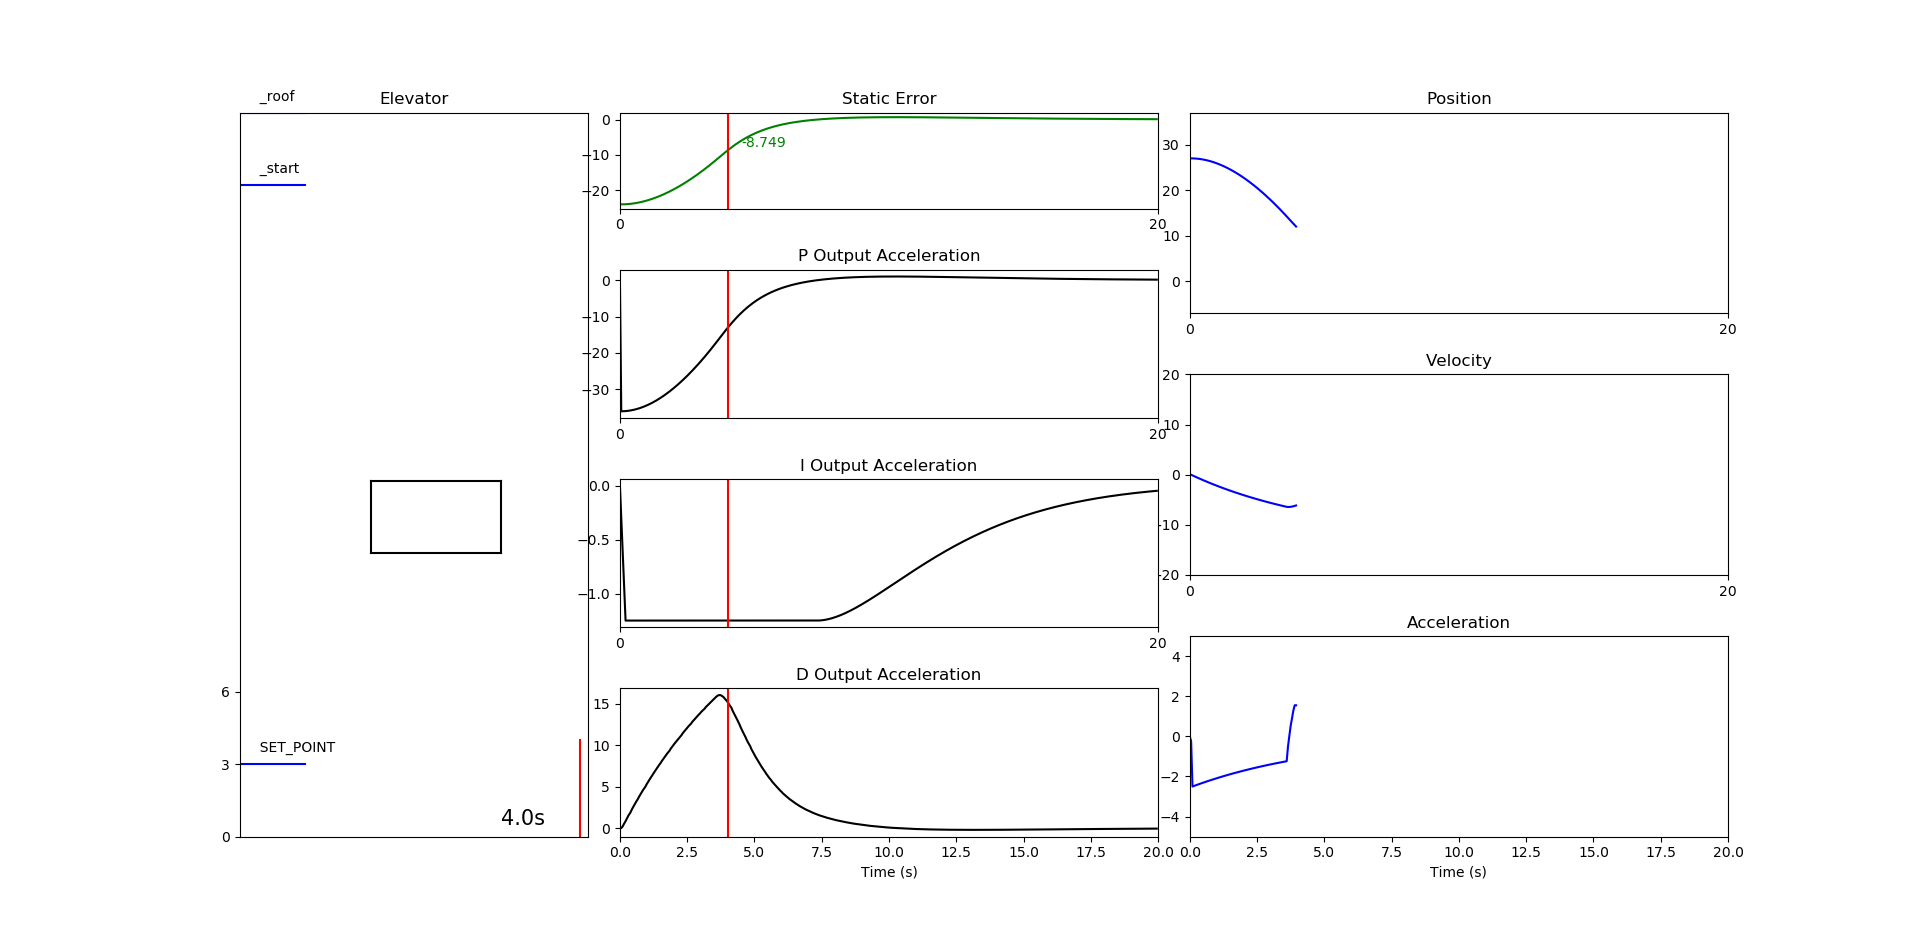 _roof
Elevator
_start
6
SET_POINT
3
4.0s
0
Static Error
0
−10
−20
-8.749
0
20
P Output Acceleration
0
−10
−20
−30
0
20
I Output Acceleration
0.0
−0.5
−1.0
0
20
D Output Acceleration
15
10
5
0
0.0 2.5 5.0 7.5 10.0 12.5 15.0 17.5 20.0
Time (s)
Position
30
20
10
0
0
20
Velocity
20
10
0
-10
-20
0
20
Acceleration
4
2
0
−2
−4
0.0 2.5 5.0 7.5 10.0 12.5 15.0 17.5 20.0
Time (s)